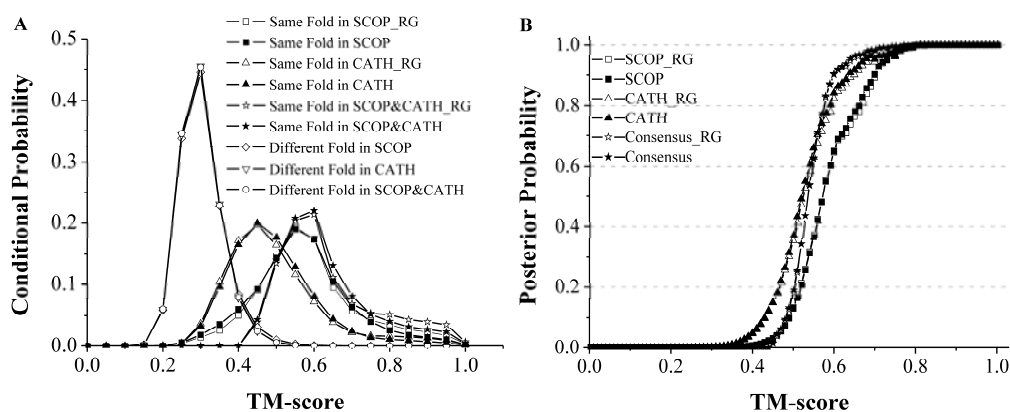 A
Same Fold in SCOP_RG
Same Fold in SCOP
Same Fold in CATH_RG
Same Fold in CATH
Same Fold in SCOP&CATH_RG
Same Fold in SCOP&CATH
Different Fold in SCOP
Different Fold in CATH
Different Fold in SCOP&CATH
Conditional Probability
0.5
0.4
0.3
0.2
0.1
0.0
0.0 0.2 0.4 0.6 0.8 1.0
TM-score
B
SCOP_RG
SCOP
CATH_RG
CATH
Consensus_RG
Consensus
Posterior Probability
1.0
0.8
0.6
0.4
0.2
0.0
0.0 0.2 0.4 0.6 0.8 1.0
TM-score